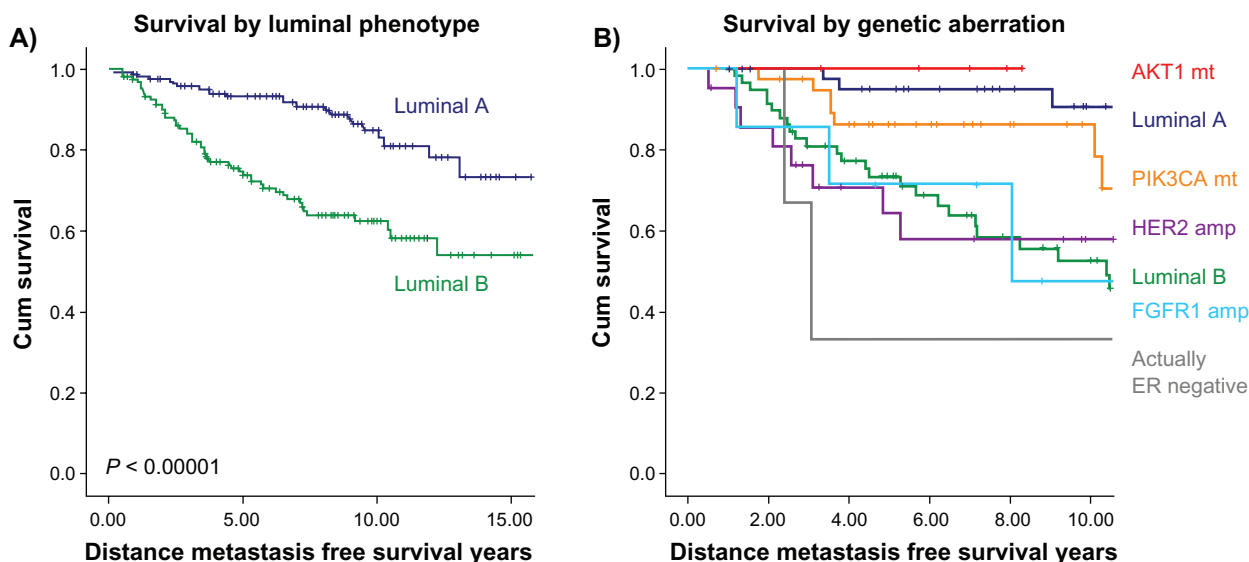 A)
Survival by luminal phenotype
1.0
0.8
0.6
0.4
0.2
0.0
Cum survival
Luminal A
Luminal B
P < 0.00001
0.00 5.00 10.00 15.00
Distance metastasis free survival years
B)
Survival by genetic aberration
1.0
0.8
0.6
0.4
0.2
0.0
Cum survival
AKT1 mt
Luminal A
PIK3CA mt
HER2 amp
Luminal B
FGFR1 amp
Actually
ER negative
0.00 2.00 4.00 6.00 8.00 10.00
Distance metastasis free survival years